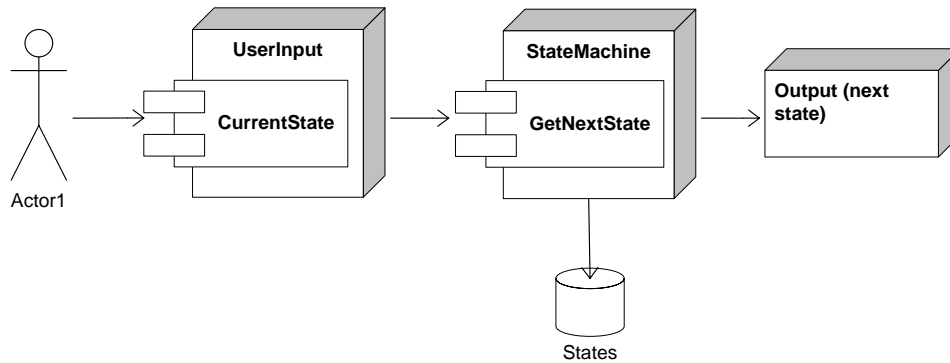 UserInput
CurrentState
Actor1
StateMachine
GetNextState
States
Output (next
state)